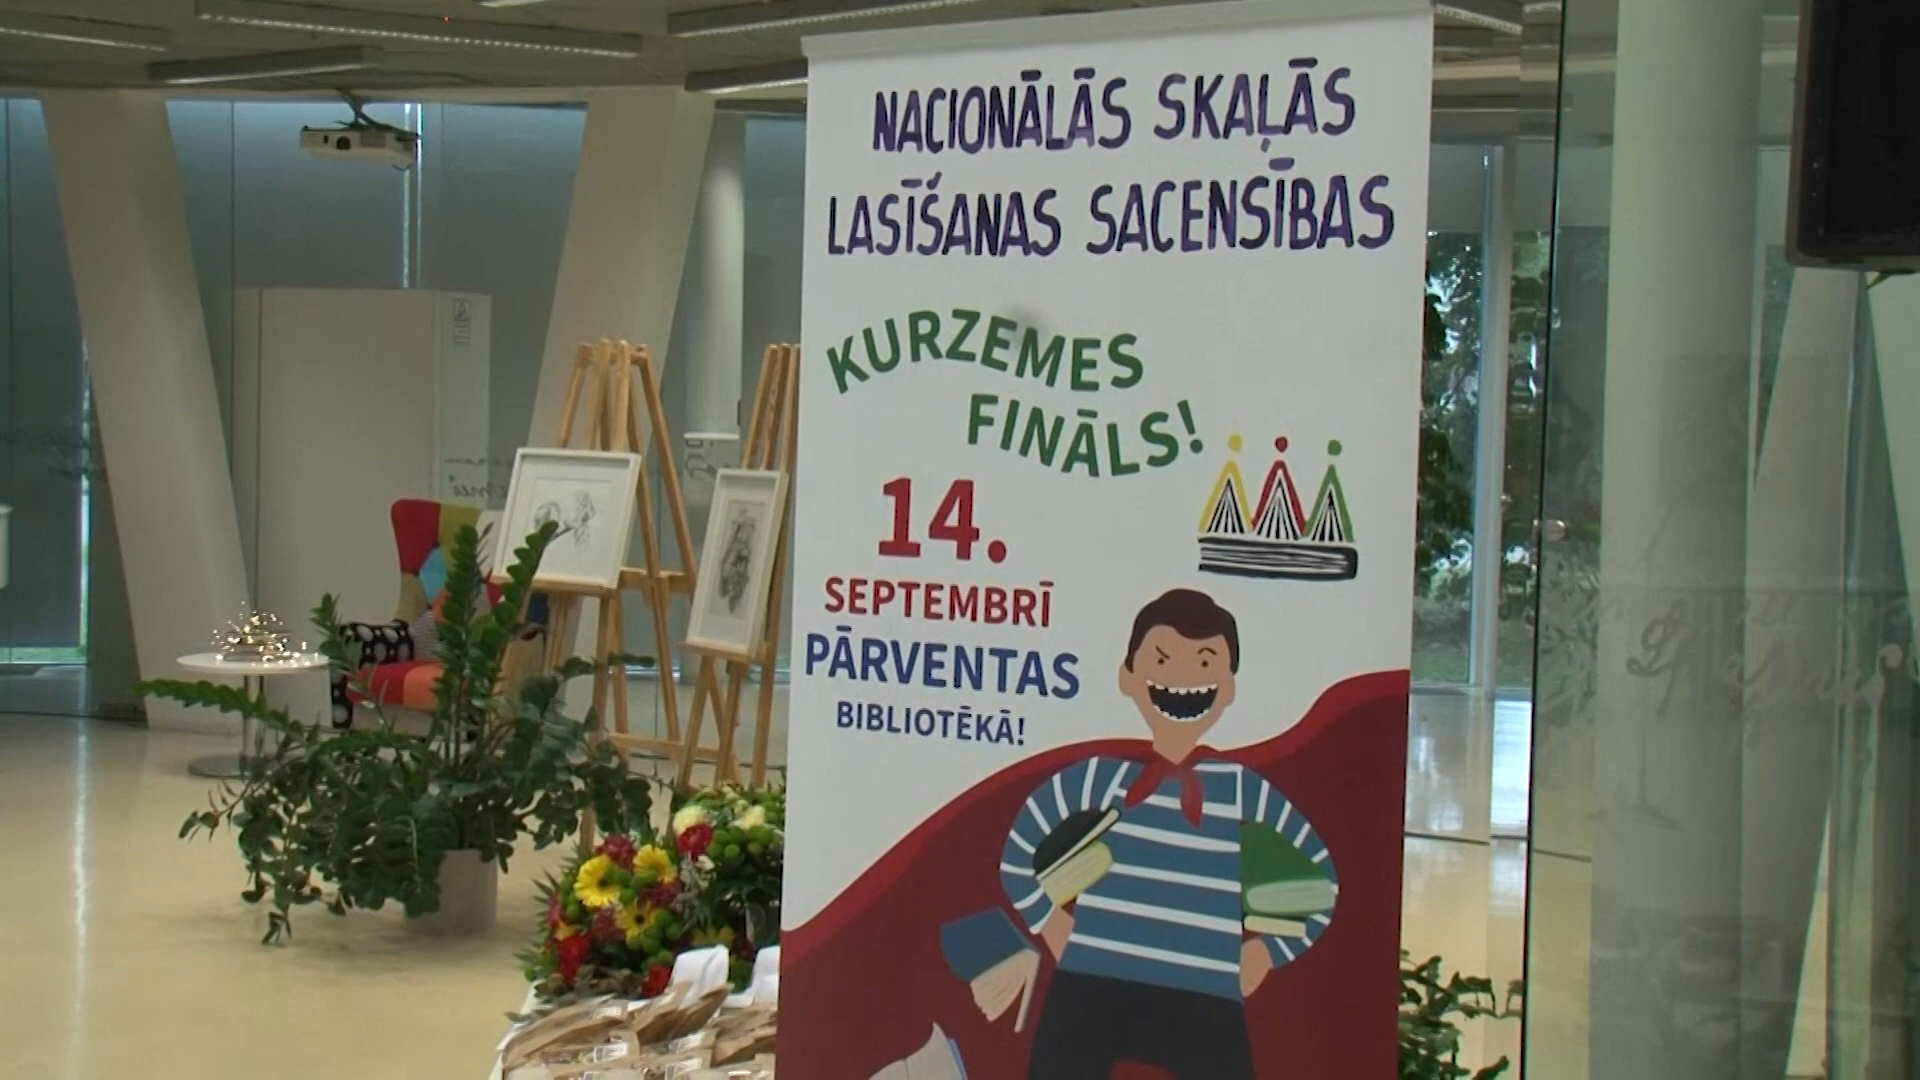 NACIONĀLĀS SKAĻĀS
LASĪŠANAS SACENSĪBAS
KURZEMES
FINĀLS!
14.
SEPTEMBRĪ
PĀRVENTAS
BIBLIOTĒKĀ!